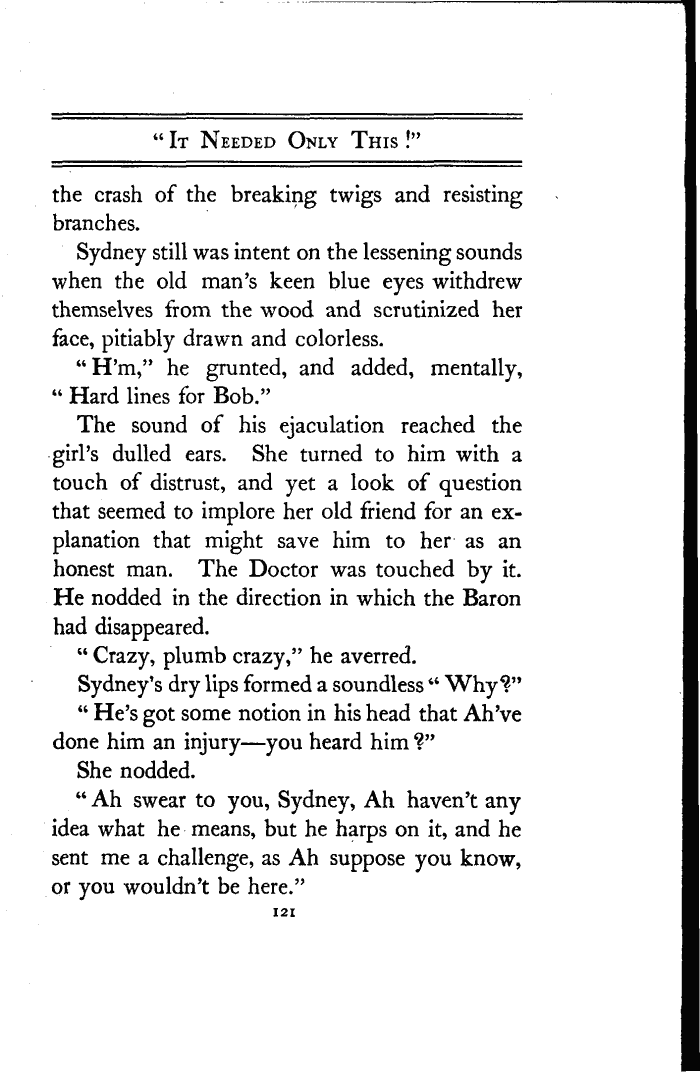 “ It Needed Only This !”
the crash of the breaking twigs and resisting
branches.
Sydney still was intent on the lessening sounds
when the old man’s keen blue eyes withdrew
themselves from the wood and scrutinized her
face, pitiably drawn and colorless.
“ H’m,” he grunted, and added, mentally,
“ Hard lines for Bob.”
The sound of his ejaculation reached the
girl’s dulled ears. She turned to him with a
touch of distrust, and yet a look of question
that seemed to implore her old friend for an ex-
planation that might save him to her as an
honest man. The Doctor was touched by it.
He nodded in the direction in which the Baron
had disappeared.
“ Crazy, plumb crazy,” he averred.
Sydney’s dry lips formed a soundless “ Why?”
“ He’s got some notion in his head that Ah’ve
done him an injury—you heard him ?”
She nodded.
“ Ah swear to you, Sydney, Ah haven’t any
idea what he means, but he harps on it, and he
sent me a challenge, as Ah suppose you know,
or you wouldn’t be here.”
121